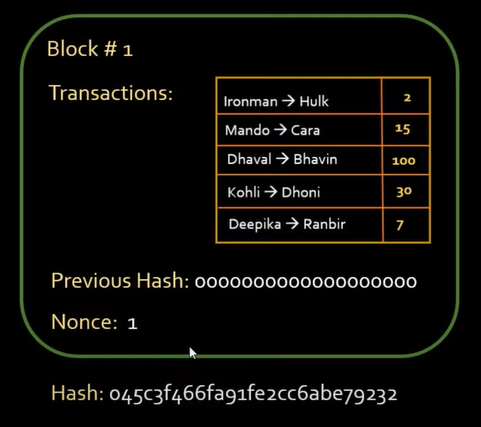 Block # 1
Transactions:
Ironman → Hulk 2
Mando → Cara 15
Dhaval → Bhavin 100
Kohli → Dhoni 30
Deepika → Ranbir 7
Previous Hash: 0000000000000000000
Nonce: 1
Hash: 045c3f466fa91fe2cc6abe79232